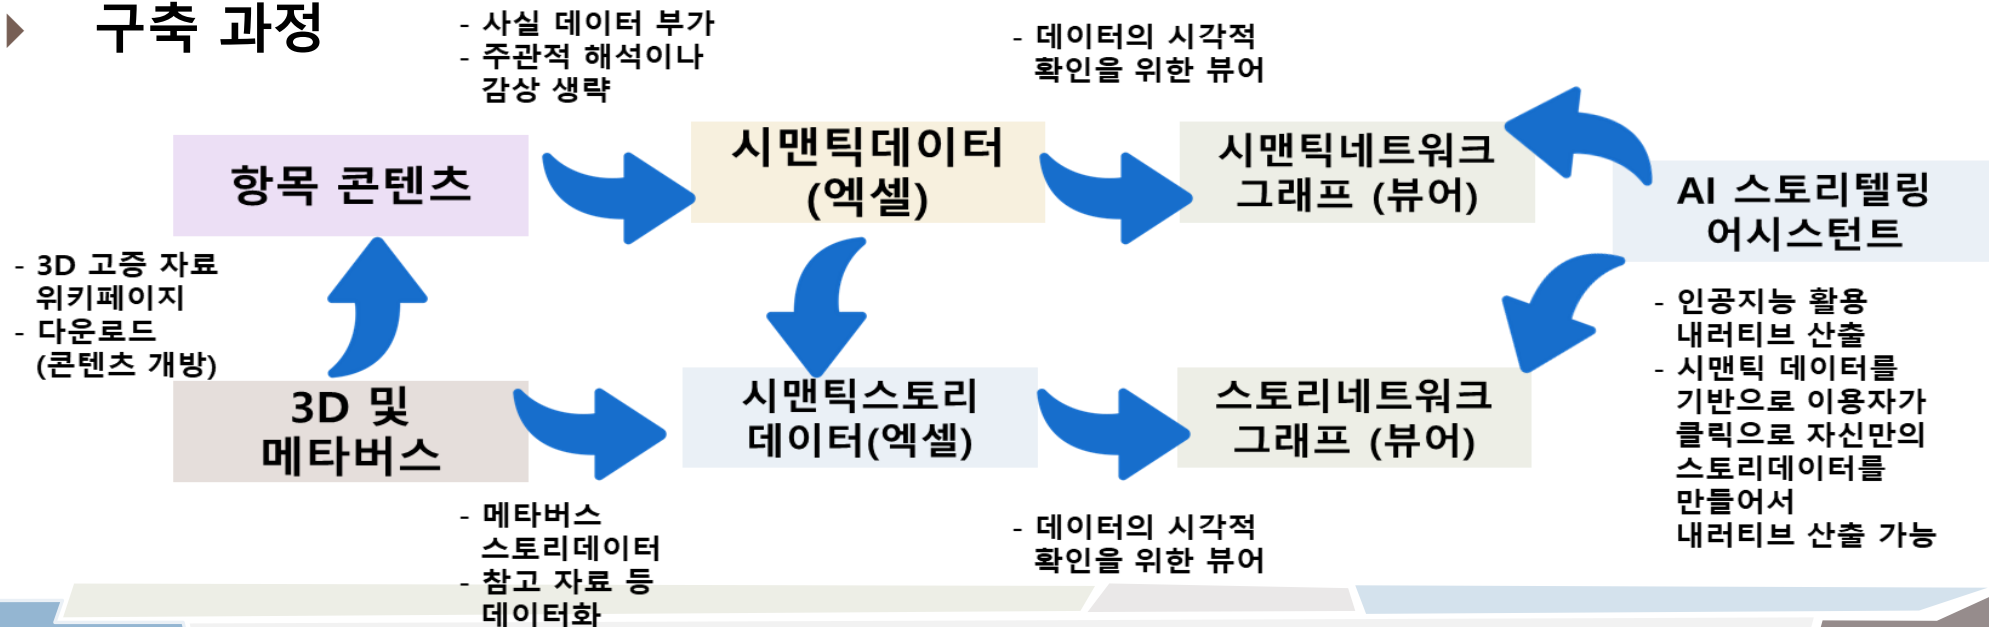 구축 과정
- 사실 데이터 부가
- 주관적 해석이나
감상 생략
- 데이터의 시각적
확인을 위한 뷰어
항목 콘텐츠
시맨틱데이터
(엑셀)
시맨틱네트워크
그래프 (뷰어)
AI 스토리텔링
어시스턴트
- 3D 고증 자료
위키페이지
- 다운로드
(콘텐츠 개방)
3D 및
메타버스
시맨틱스토리
데이터(엑셀)
스토리네트워크
그래프 (뷰어)
- 인공지능 활용
내러티브 산출
- 시맨틱 데이터를
기반으로 이용자가
클릭으로 자신만의
스토리데이터를
만들어서
내러티브 산출 가능
- 메타버스
스토리데이터
- 참고 자료 등
데이터화
- 데이터의 시각적
확인을 위한 뷰어